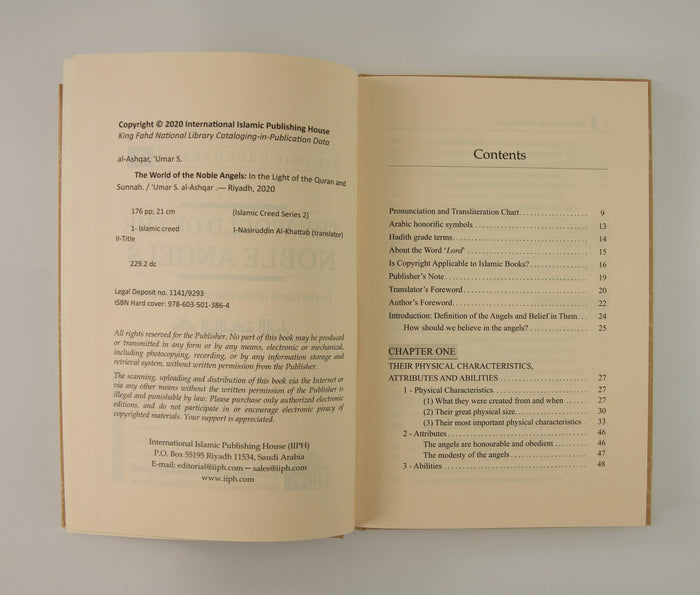 Copyright © 2020 International Islamic Publishing House
King Fahd National Library Cataloging-in-Publication Data
al-Ashqar, 'Umar S.
The World of the Noble Angels: In the Light of the Quran and
Sunnah. / 'Umar S. al-Ashqar .— Riyadh, 2020
176 pp; 21 cm (Islamic Creed Series 2)
1- Islamic creed I-Nasiruddin Al-Khattab (translator)
II-Title
229.2 dc
Legal Deposit no. 1141/9293
ISBN Hard cover: 978-603-501-386-4
All rights reserved for the Publisher. No part of this book may be produced
or transmitted in any form or by any means, electronic or mechanical,
including photocopying, recording, or by any information storage and
retrieval system, without written permission from the Publisher.
The scanning, uploading and distribution of this book via the Internet or
via any other means without the written permission of the Publisher is
illegal and punishable by law. Please purchase only authorized electronic
editions, and do not participate in or encourage electronic piracy of
copyrighted materials. Your support is appreciated.
International Islamic Publishing House (IIPH)
P.O. Box 55195 Riyadh 11534, Saudi Arabia
E-mail: editorial@iiph.com — sales@iiph.com
www.iiph.com
Contents
Pronunciation and Transliteration Chart. 9
Arabic honorific symbols 13
Hadith grade terms. 14
About the Word 'Lord' 15
Is Copyright Applicable to Islamic Books?. 16
Publisher's Note. 19
Translator's Foreword 20
Author's Foreword. 22
Introduction: Definition of the Angels and Belief in Them. 24
How should we believe in the angels? 25
CHAPTER ONE
THEIR PHYSICAL CHARACTERISTICS,
ATTRIBUTES AND ABILITIES 27
1 - Physical Characteristics. 27
(1) What they were created from and when 27
(2) Their great physical size. 30
(3) Their most important physical characteristics . 33
2 - Attributes 46
The angels are honourable and obedient 46
The modesty of the angels 47
3 - Abilities 48